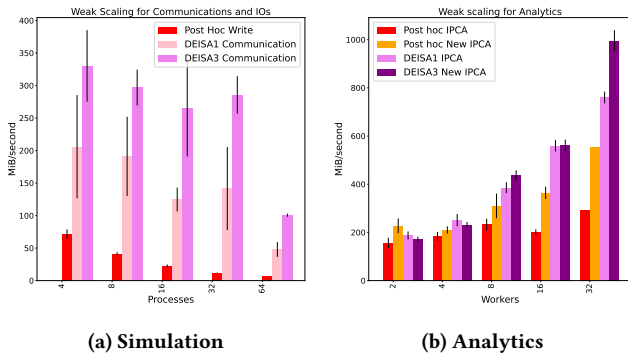 Weak Scaling for Communications and IOs
Post Hoc Write
DEISA1 Communication
DEISA3 Communication
MiB/second
400
350
300
250
200
150
100
50
0
4
8
16
32
64
Processes
(a) Simulation
Weak scaling for Analytics
Post hoc IPCA
Post hoc New IPCA
DEISA1 IPCA
DEISA3 New IPCA
MiB/second
1000
800
600
400
200
0
2
4
8
16
32
Workers
(b) Analytics